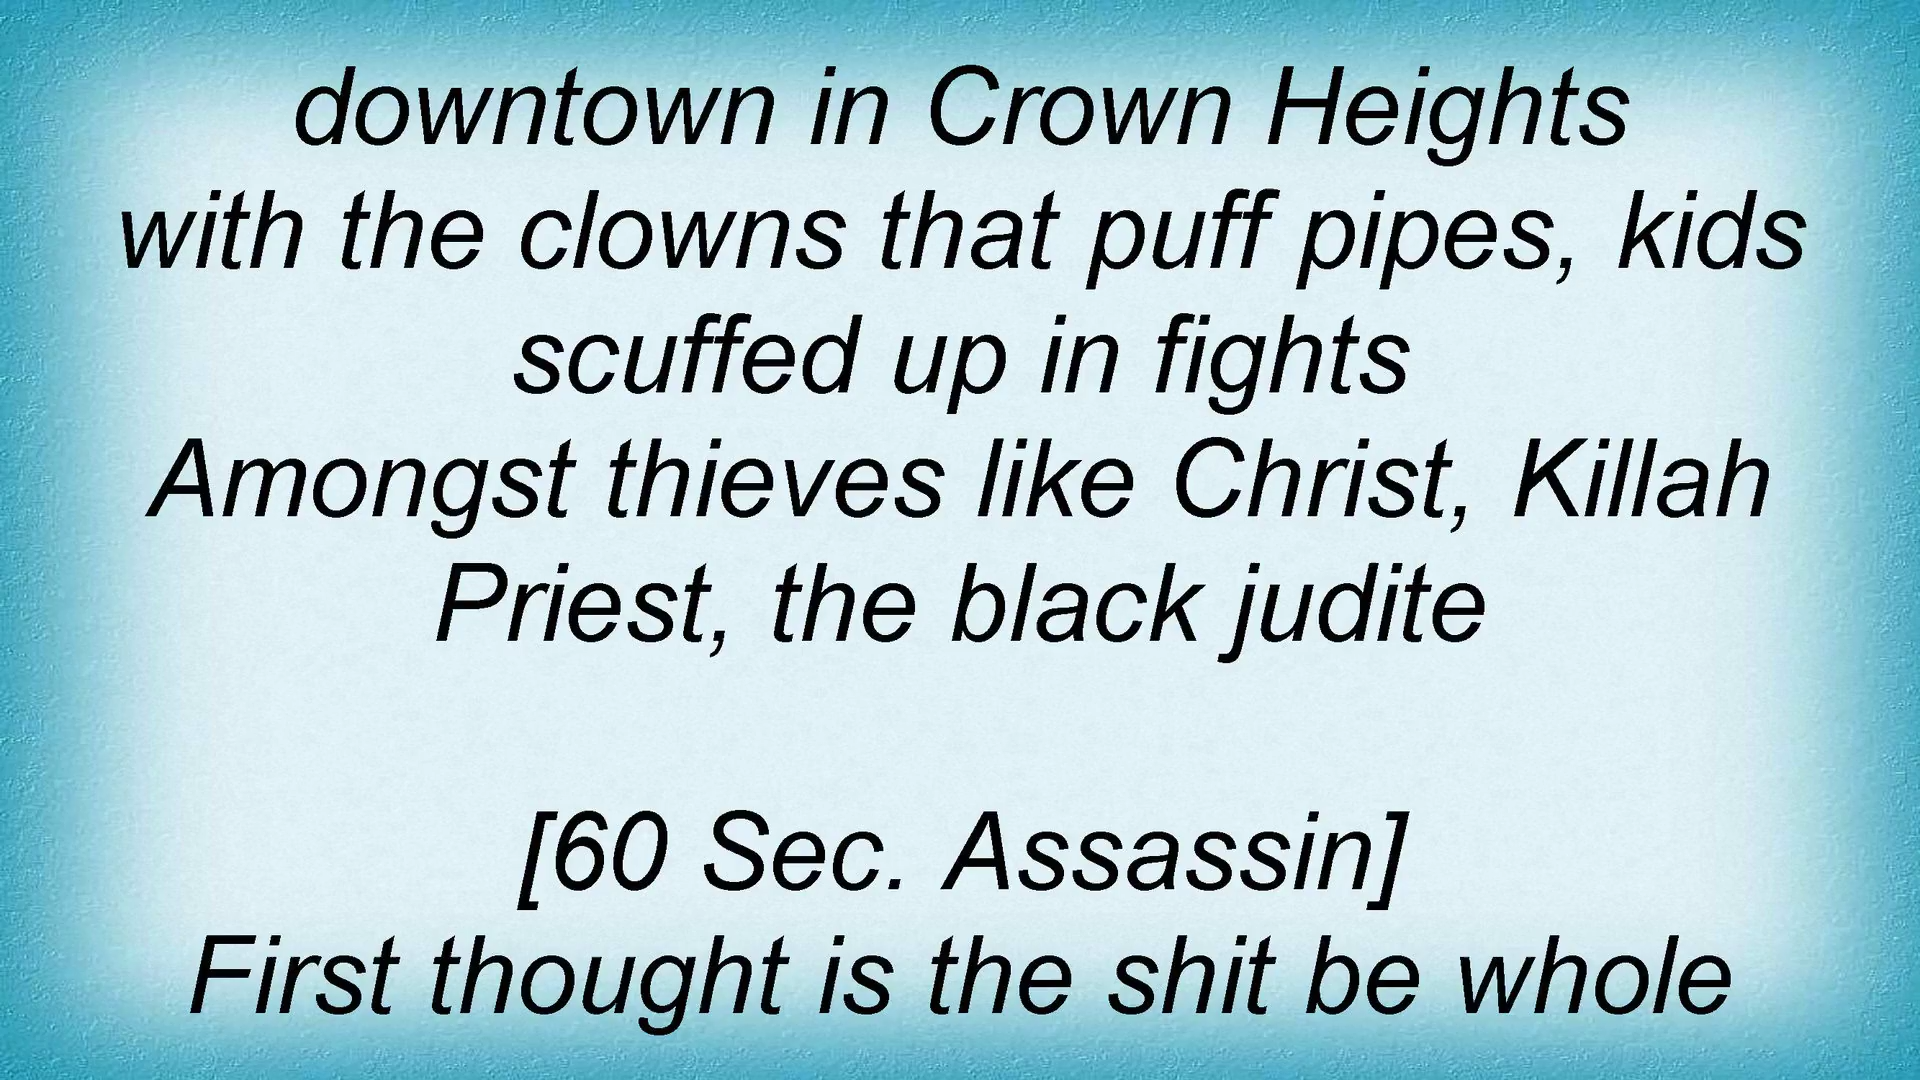 downtown in Crown Heights
with the clowns that puff pipes, kids
scuffed up in fights
Amongst thieves like Christ, Killah
Priest, the black judite
[60 Sec. Assassin]
First thought is the shit be whole